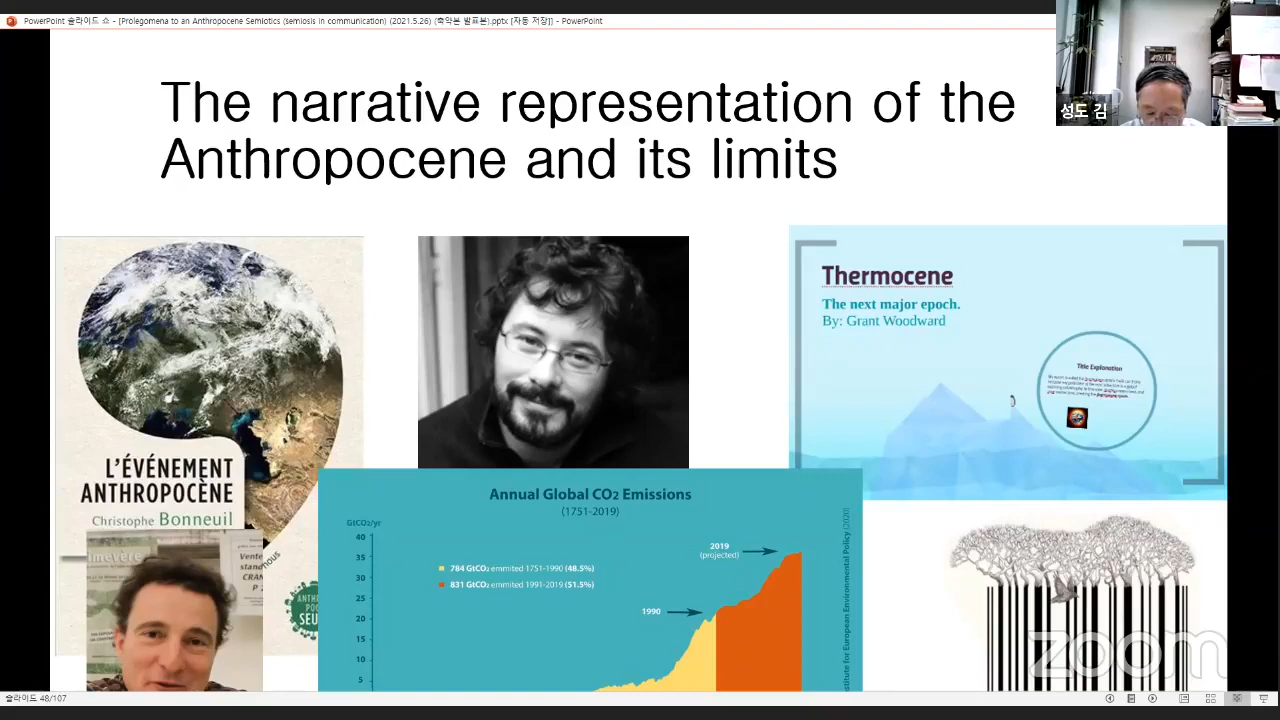 PowerPoint 슬라이드 쇼 - [Prolegomena to an Anthropocene Semiotics (semiosis in communication) (2021.5.26) (축약본 발표본).pptx [자동 저장]] - PowerPoint
성도 김
The narrative representation of the
Anthropocene and its limits
L'ÉVÉNEMENT
ANTHROPOCÈNE
Christophe Bonneuil
Thermocene
The next major epoch.
By: Grant Woodward
Title Explanation
Annual Global CO2 Emissions
(1751-2019)
GtCO2/yr
40
35
30
25
20
15
10
5
784 GtCO2 emmited 1751-1990 (48.5%)
831 GtCO2 emmited 1991-2019 (51.5%)
2019
(projected)
1990
Institute for European Environmental Policy (2020)
zoom
슬라이드 48/107